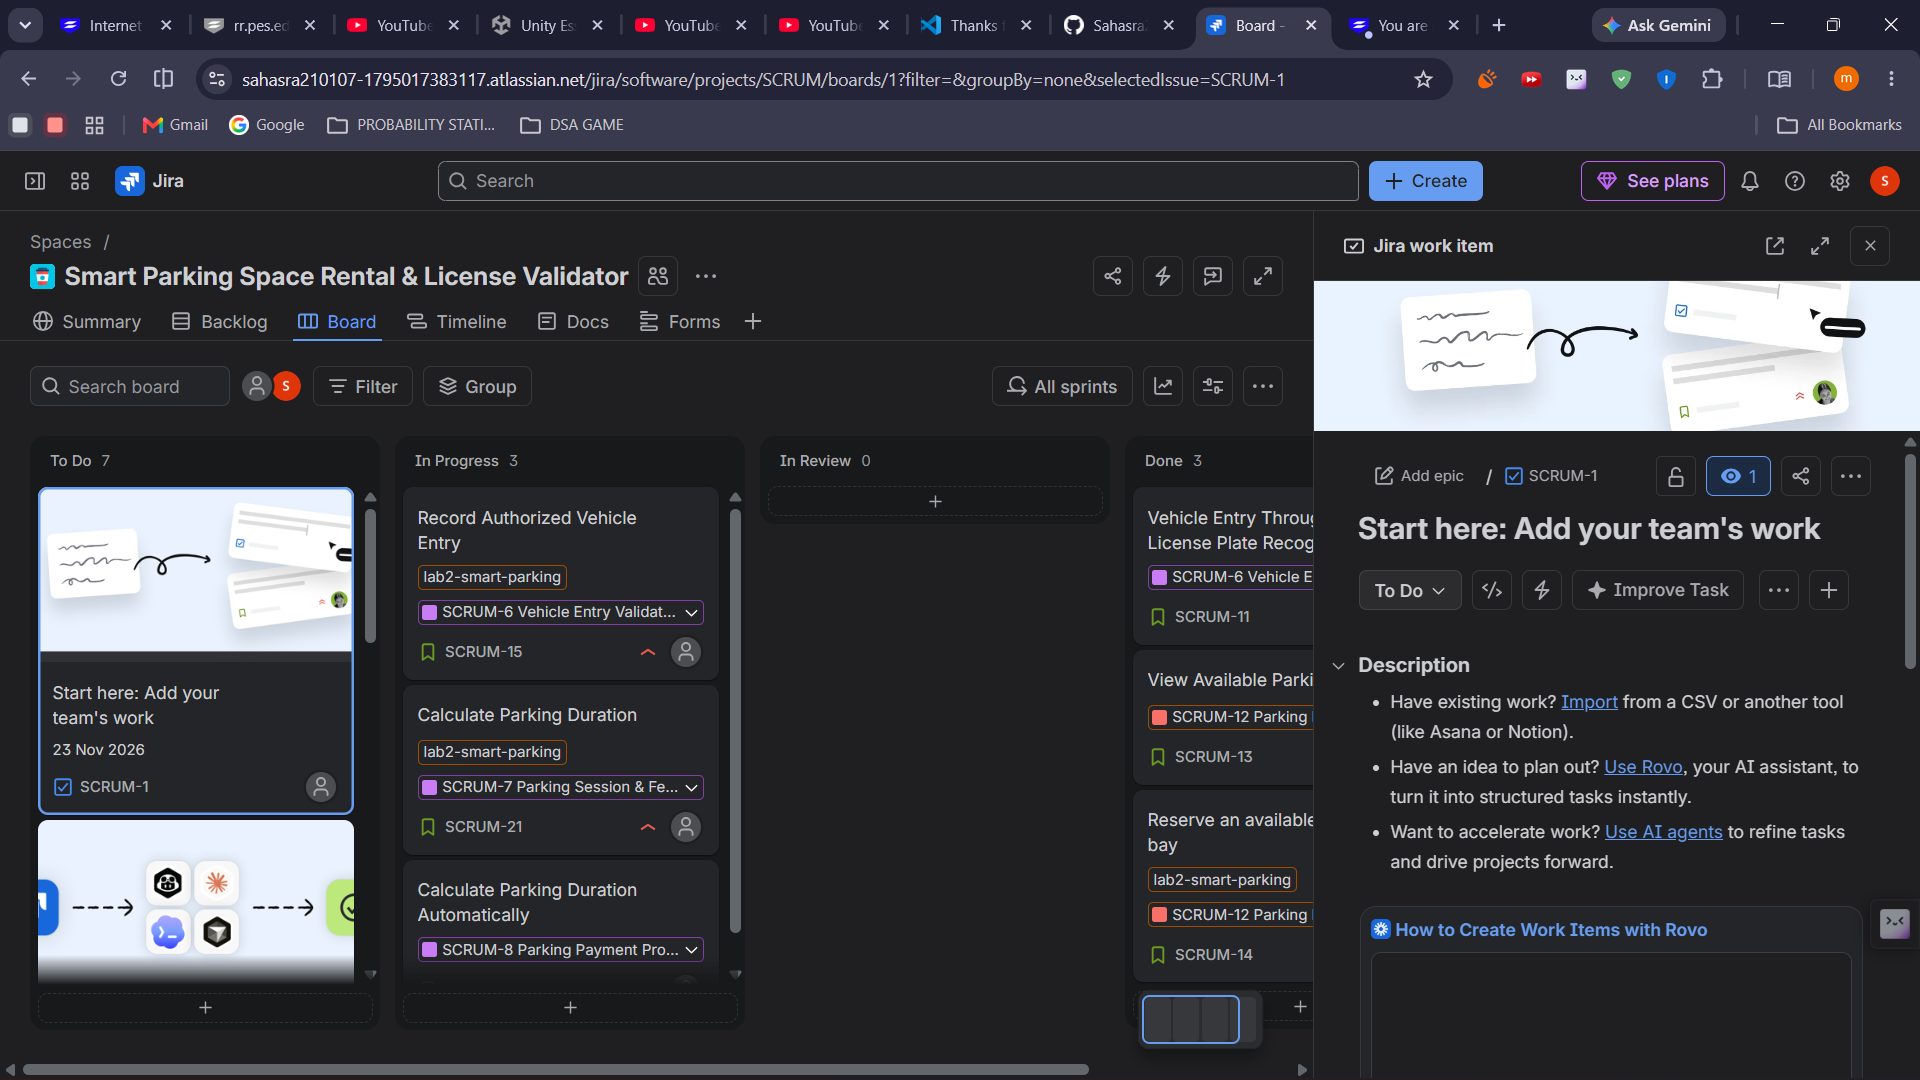 Internet
rr.pes.ed
YouTube
Unity Es
YouTube
YouTube
Thanks f
Sahasra
Board -
You are
Ask Gemini
sahasra210107-1795017383117.atlassian.net/jira/software/projects/SCRUM/boards/1?filter=&groupBy=none&selectedIssue=SCRUM-1
m
Gmail
Google
PROBABILITY STATI...
DSA GAME
All Bookmarks
Jira
Search
Create
See plans
S
Spaces /
Smart Parking Space Rental & License Validator
Summary
Backlog
Board
Timeline
Docs
Forms
Search board
S
Filter
Group
All sprints
To Do 7
Start here: Add your
team's work
23 Nov 2026
SCRUM-1
In Progress 3
Record Authorized Vehicle
Entry
lab2-smart-parking
SCRUM-6 Vehicle Entry Validat...
SCRUM-15
Calculate Parking Duration
lab2-smart-parking
SCRUM-7 Parking Session & Fe...
SCRUM-21
Calculate Parking Duration
Automatically
SCRUM-8 Parking Payment Pro...
In Review 0
Done 3
Vehicle Entry Throu
License Plate Recog
SCRUM-6 Vehicle E
SCRUM-11
View Available Parki
SCRUM-12 Parking
SCRUM-13
Reserve an available
bay
lab2-smart-parking
SCRUM-12 Parking
SCRUM-14
Jira work item
Add epic / SCRUM-1
1
Start here: Add your team's work
To Do
Improve Task
Description
• Have existing work? Import from a CSV or another tool
(like Asana or Notion).
• Have an idea to plan out? Use Rovo, your AI assistant, to
turn it into structured tasks instantly.
• Want to accelerate work? Use AI agents to refine tasks
and drive projects forward.
How to Create Work Items with Rovo